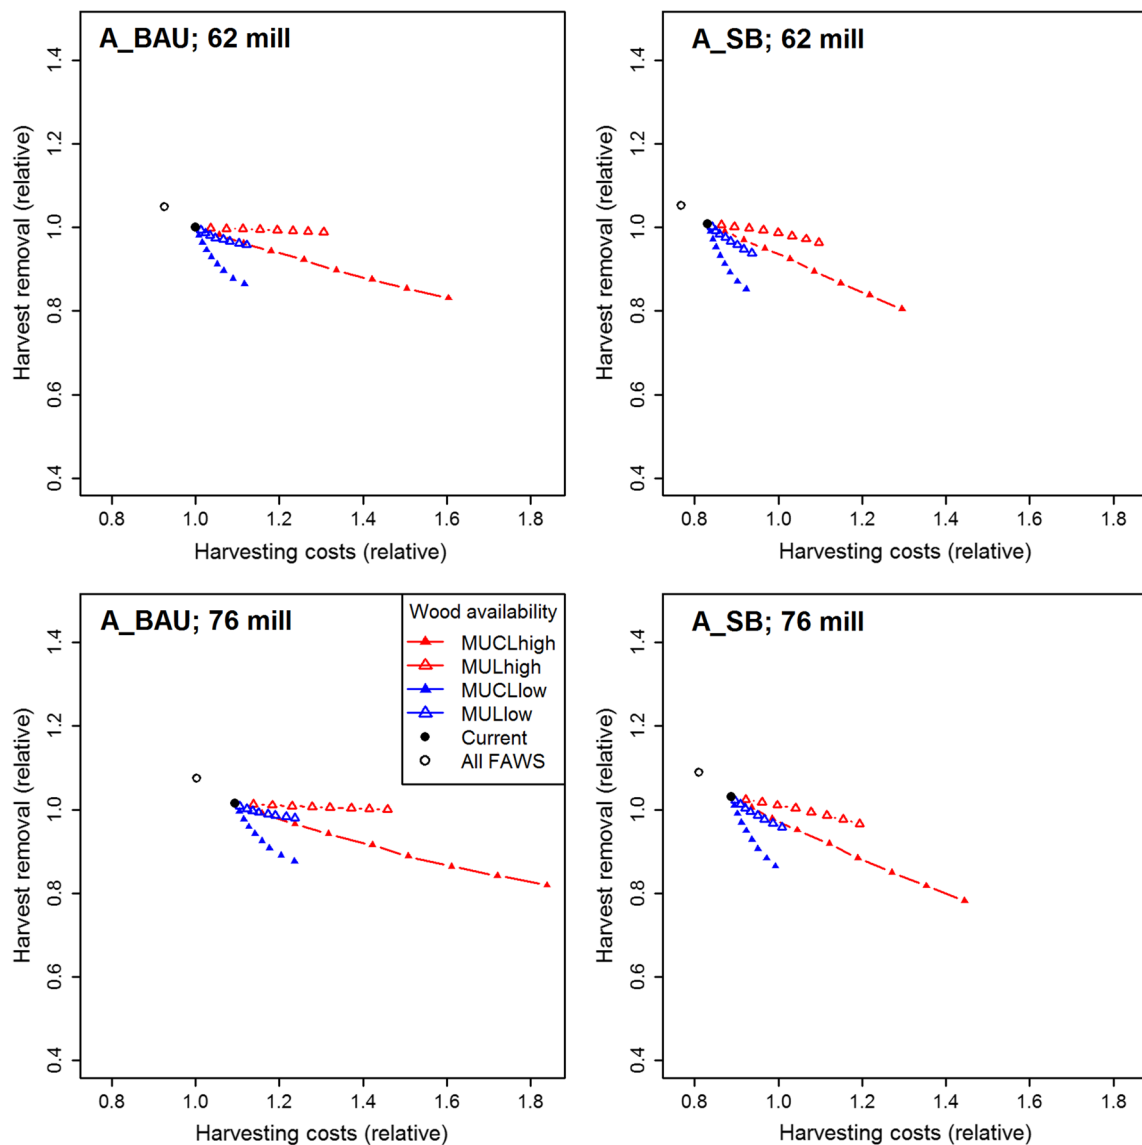 A_BAU; 62 mill
Harvest removal (relative)
1.4
1.2
1.0
0.8
0.6
0.4
0.8 1.0 1.2 1.4 1.6 1.8
Harvesting costs (relative)
A_SB; 62 mill
Harvest removal (relative)
1.4
1.2
1.0
0.8
0.6
0.4
0.8 1.0 1.2 1.4 1.6 1.8
Harvesting costs (relative)
A_BAU; 76 mill
Wood availability
MUCLhigh
MULhigh
MUCLlow
MULlow
Current
All FAWS
Harvest removal (relative)
1.4
1.2
1.0
0.8
0.6
0.4
0.8 1.0 1.2 1.4 1.6 1.8
Harvesting costs (relative)
A_SB; 76 mill
Harvest removal (relative)
1.4
1.2
1.0
0.8
0.6
0.4
0.8 1.0 1.2 1.4 1.6 1.8
Harvesting costs (relative)